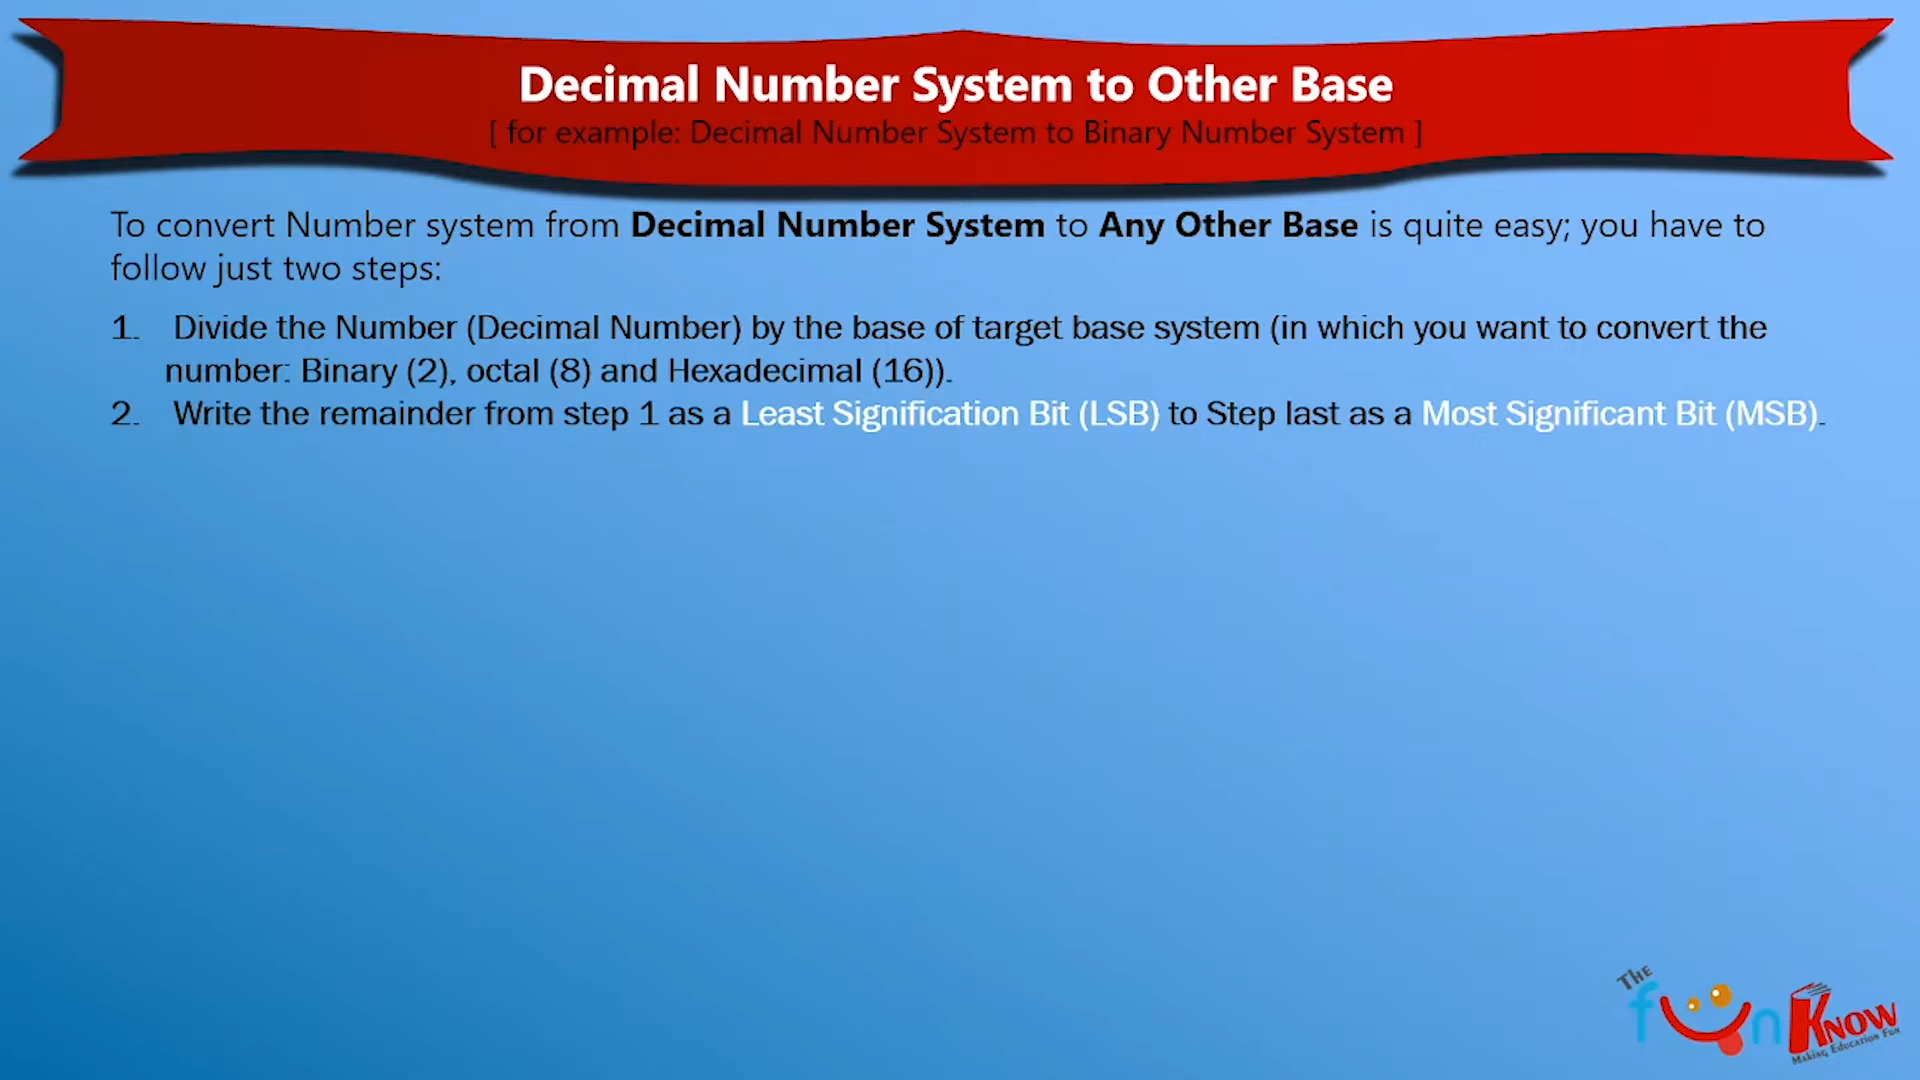 Decimal Number System to Other Base
[ for example: Decimal Number System to Binary Number System ]
To convert Number system from Decimal Number System to Any Other Base is quite easy; you have to
follow just two steps:
1. Divide the Number (Decimal Number) by the base of target base system (in which you want to convert the
number: Binary (2), octal (8) and Hexadecimal (16)).
2. Write the remainder from step 1 as a Least Signification Bit (LSB) to Step last as a Most Significant Bit (MSB).
The
fun Know
Making Education Fun